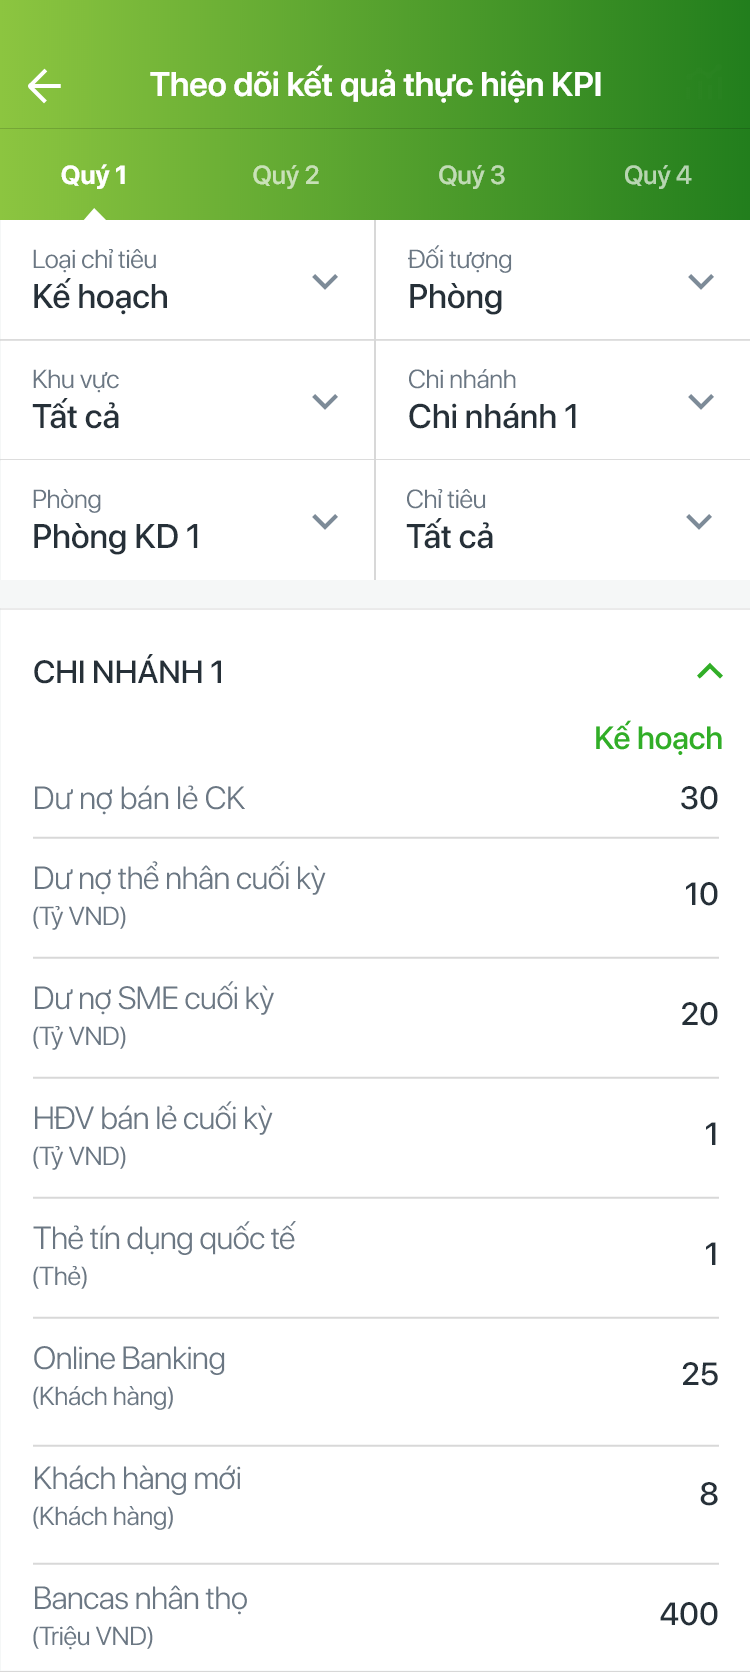 Theo dõi kết quả thực hiện KPI
Quý 1 Quý 2 Quý 3 Quý 4
Loại chỉ tiêu
Kế hoạch
Đối tượng
Phòng
Khu vực
Tất cả
Chi nhánh
Chi nhánh 1
Phòng
Phòng KD 1
Chỉ tiêu
Tất cả
CHI NHÁNH 1
Kế hoạch
Dư nợ bán lẻ CK 30
Dư nợ thể nhân cuối kỳ
(Tỷ VND)
10
Dư nợ SME cuối kỳ
(Tỷ VND)
20
HĐV bán lẻ cuối kỳ
(Tỷ VND)
1
Thẻ tín dụng quốc tế
(Thẻ)
1
Online Banking
(Khách hàng)
25
Khách hàng mới
(Khách hàng)
8
Bancas nhân thọ
(Triệu VND)
400